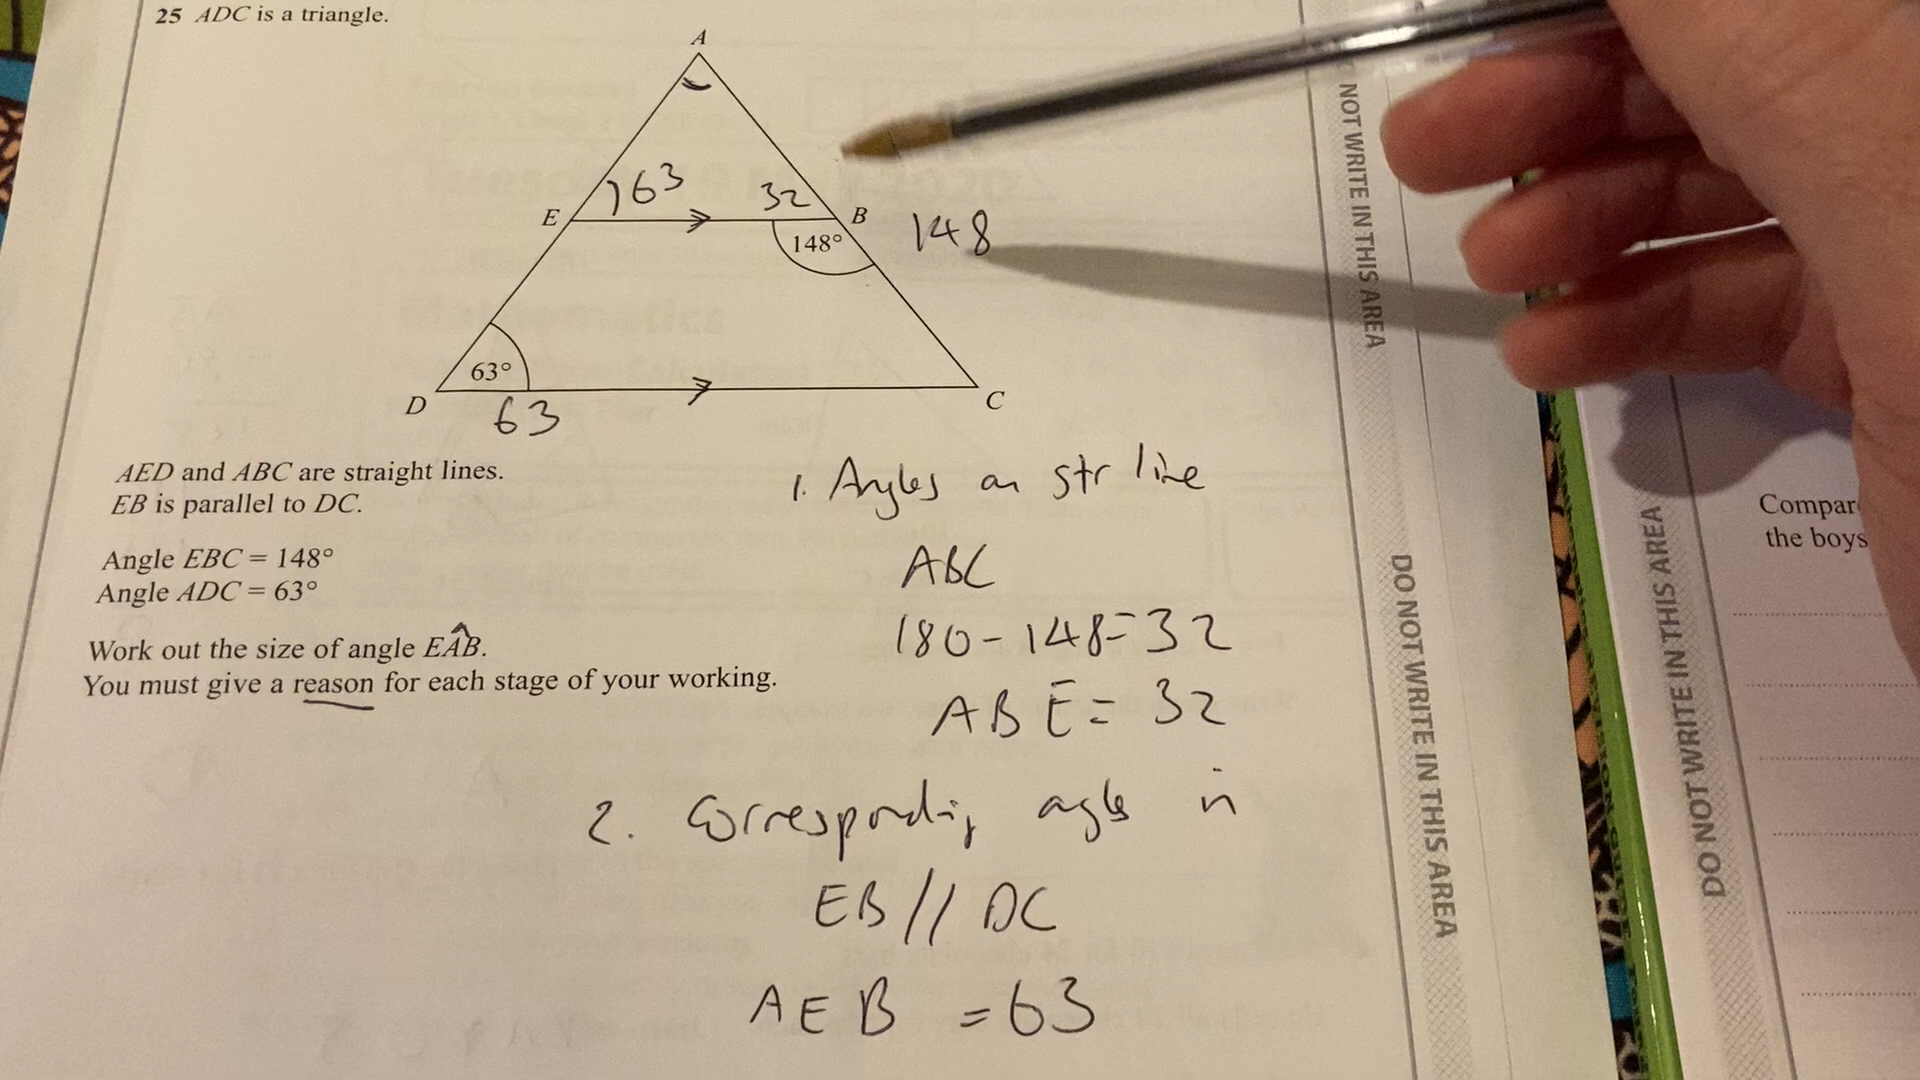 25 ADC is a triangle.
A
163
32
E
B
148°
148
63°
D
C
63
AED and ABC are straight lines.
EB is parallel to DC.
Angle EBC = 148°
Angle ADC = 63°
Work out the size of angle EAB.
You must give a reason for each stage of your working.
1. Angles on str line
ABC
180-148=32
ABE=32
2. Corresponding angles in
EB // DC
AEB = 63
NOT WRITE IN THIS AREA
DO NOT WRITE IN THIS AREA
DO NOT WRITE IN THIS AREA
the boys